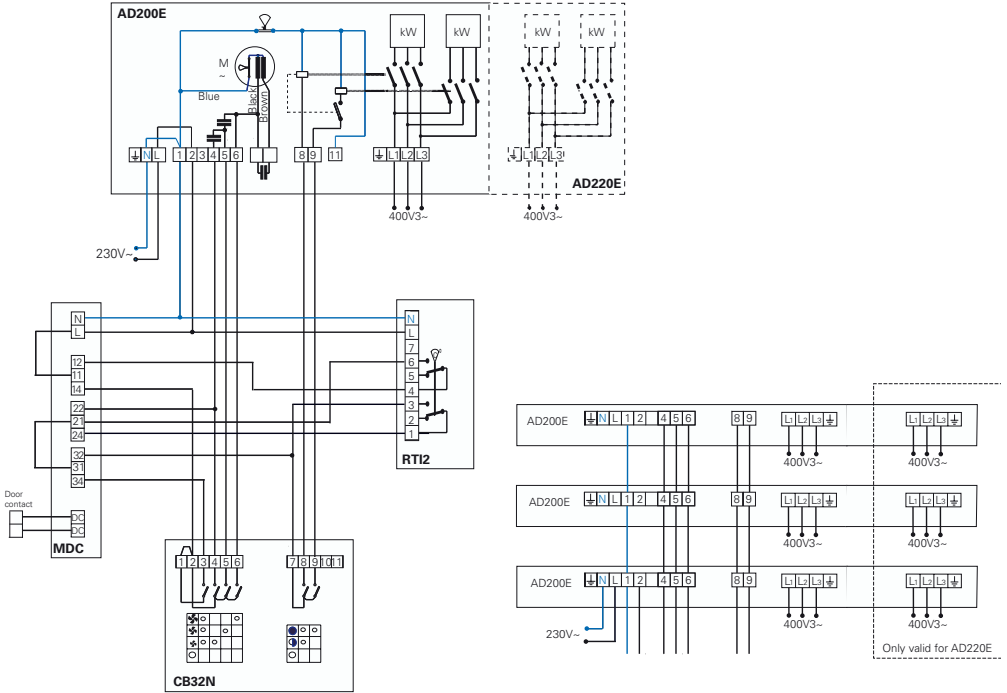 AD200E
kW
kW
kW
kW
M
~
Blue
Black
Brown
N L 1 2 3 4 5 6 8 9 11 L1 L2 L3 L1 L2 L3
AD220E
400V3~
400V3~
230V~
N
L
12
11
14
22
21
24
32
31
34
DC
DC
MDC
Door
contact
N
L
7
6
5
4
3
2
1
RTI2
1 2 3 4 5 6 7 8 9 10 11
CB32N
AD200E N L 1 2 4 5 6 8 9 L1 L2 L3 L1 L2 L3
400V3~ 400V3~
AD200E N L 1 2 4 5 6 8 9 L1 L2 L3 L1 L2 L3
400V3~ 400V3~
AD200E N L 1 2 4 5 6 8 9 L1 L2 L3 L1 L2 L3
400V3~ 400V3~
230V~
Only valid for AD220E